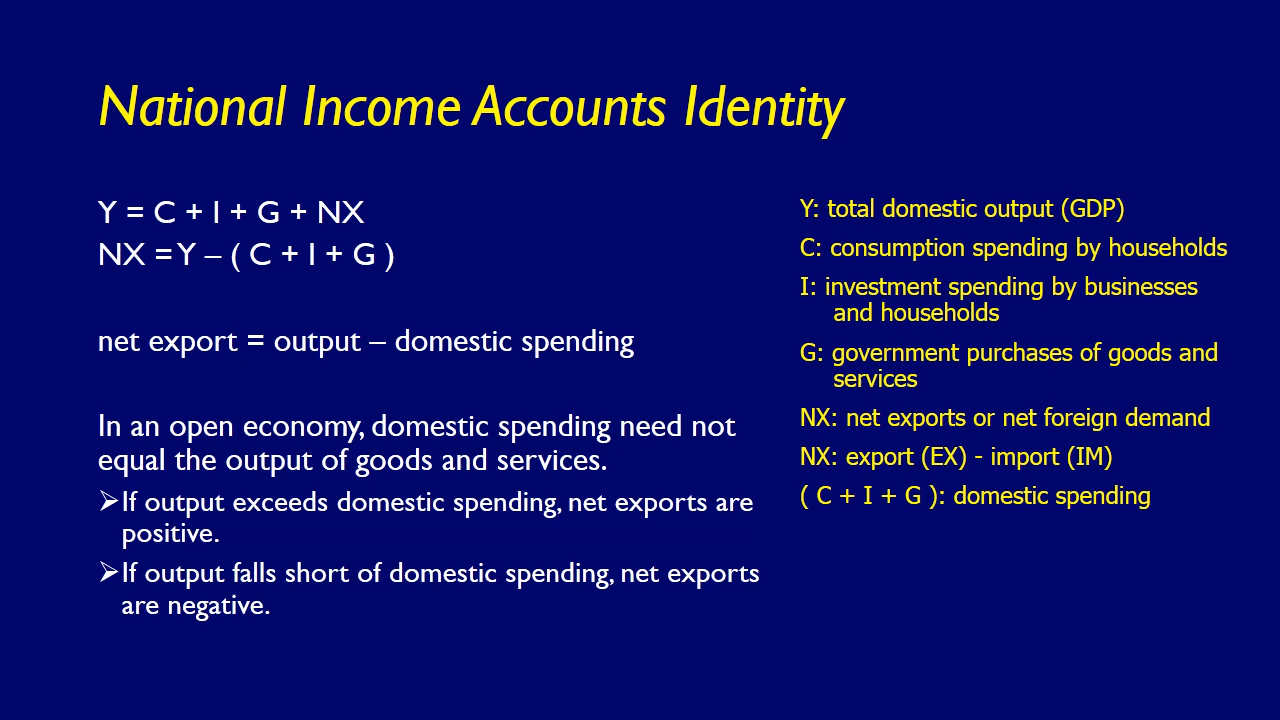 National Income Accounts Identity
Y = C + I + G + NX
NX = Y – ( C + I + G )
net export = output – domestic spending
In an open economy, domestic spending need not
equal the output of goods and services.
➢If output exceeds domestic spending, net exports are
positive.
➢If output falls short of domestic spending, net exports
are negative.
Y: total domestic output (GDP)
C: consumption spending by households
I: investment spending by businesses
and households
G: government purchases of goods and
services
NX: net exports or net foreign demand
NX: export (EX) - import (IM)
( C + I + G ): domestic spending